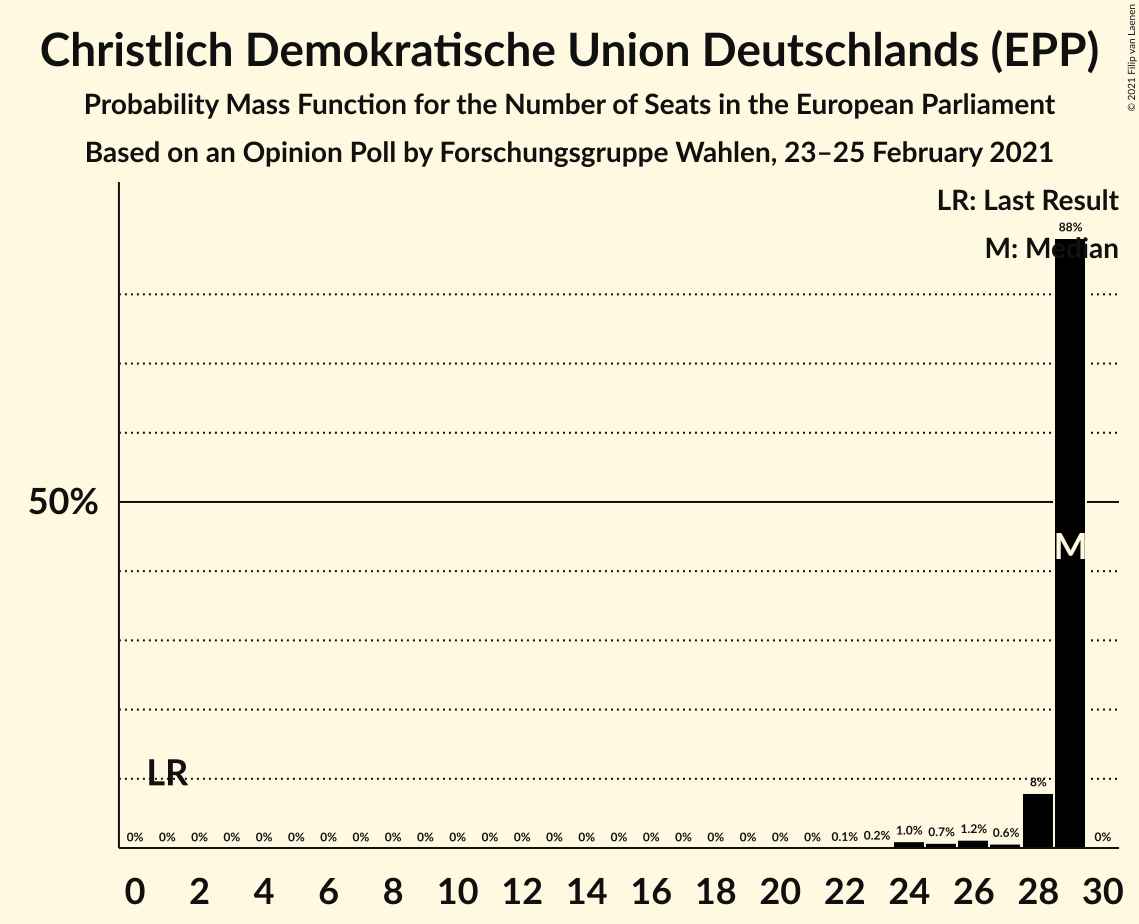 Christlich Demokratische Union Deutschlands (EPP)
Probability Mass Function for the Number of Seats in the European Parliament
Based on an Opinion Poll by Forschungsgruppe Wahlen, 23–25 February 2021
© 2021 Filip van Laenen
LR: Last Result
88%
M: Median
50%
M
LR
8%
0% 0% 0% 0% 0% 0% 0% 0% 0% 0% 0% 0% 0% 0% 0% 0% 0% 0% 0% 0% 0% 0% 0.1% 0.2% 1.0% 0.7% 1.2% 0.6% 0%
0 2 4 6 8 10 12 14 16 18 20 22 24 26 28 30